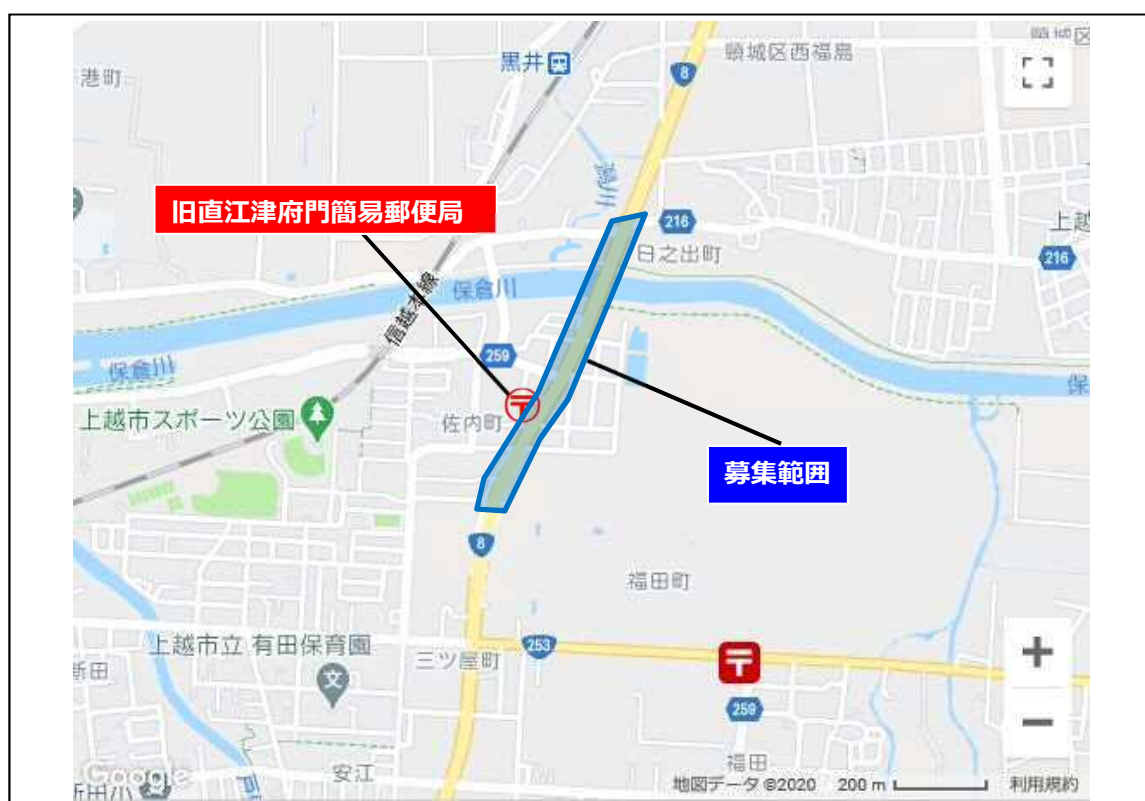 黒井
8
頸城区西福島
港町
旧直江津府門簡易郵便局
216
日之出町
216
保倉川
信越本線
259
保倉川
上越市スポーツ公園
佐内町
募集範囲
8
福田町
上越市立 有田保育園
253
三ツ屋町
新田
259
福田
安江
Google
地図データ ©2020
200 m
利用規約